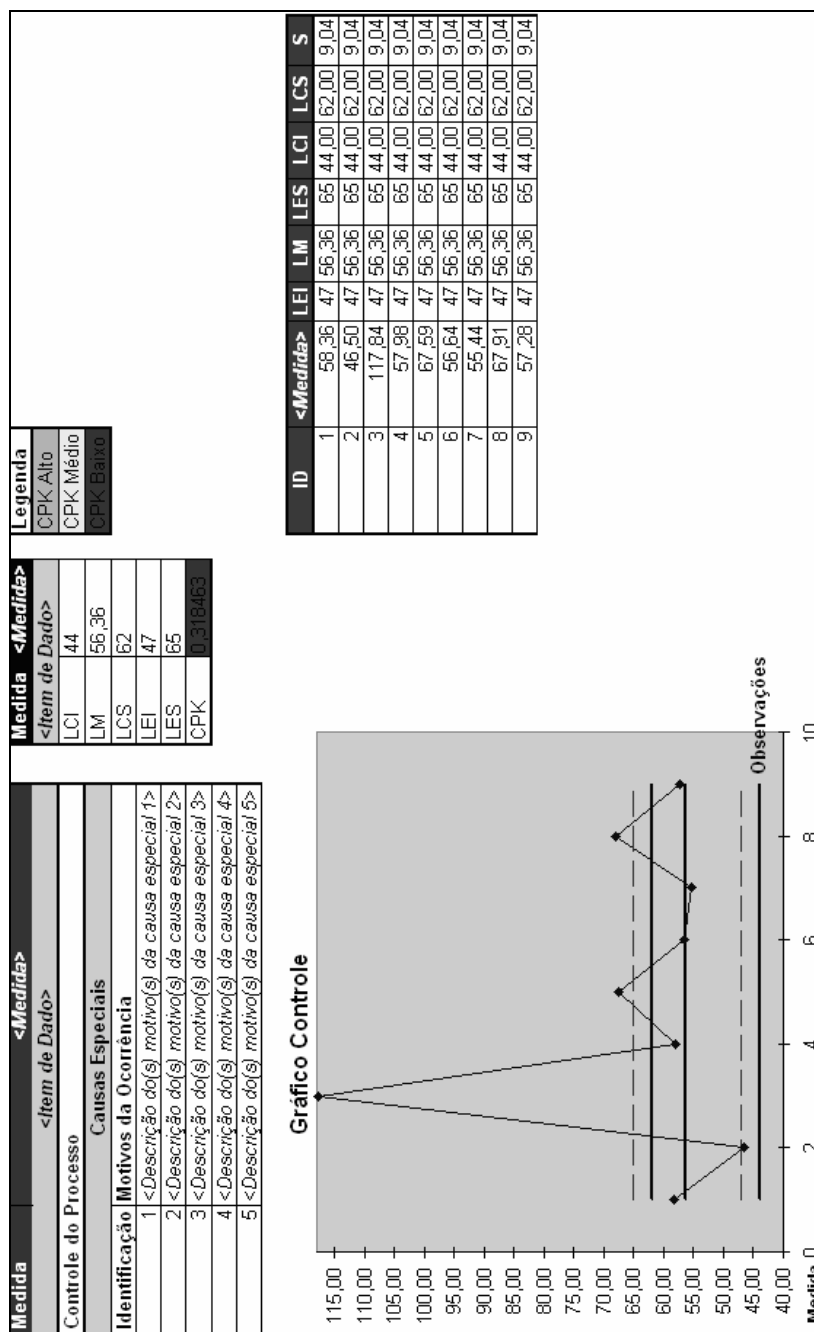 Medida <Medida>
<Item de Dado>
Controle do Processo
Causas Especiais
Identificação Motivos da Ocorrência
1 <Descrição do(s) motivo(s) da causa especial 1>
2 <Descrição do(s) motivo(s) da causa especial 2>
3 <Descrição do(s) motivo(s) da causa especial 3>
4 <Descrição do(s) motivo(s) da causa especial 4>
5 <Descrição do(s) motivo(s) da causa especial 5>
Medida <Medida>
<Item de Dado>
LCI 44
LM 56,36
LCS 62
LEI 47
LES 65
CPK 0,318463
Legenda
CPK Alto
CPK Médio
CPK Baixo
Gráfico Controle
115,00
110,00
105,00
100,00
95,00
90,00
85,00
80,00
75,00
70,00
65,00
60,00
55,00
50,00
45,00
40,00
Medida
0 2 4 6 8 10
Observações
ID <Medida> LEI LM LES LCI LCS S
1 58,36 47 56,36 65 44,00 62,00 9,04
2 46,50 47 56,36 65 44,00 62,00 9,04
3 117,84 47 56,36 65 44,00 62,00 9,04
4 57,98 47 56,36 65 44,00 62,00 9,04
5 67,59 47 56,36 65 44,00 62,00 9,04
6 56,64 47 56,36 65 44,00 62,00 9,04
7 55,44 47 56,36 65 44,00 62,00 9,04
8 67,91 47 56,36 65 44,00 62,00 9,04
9 57,28 47 56,36 65 44,00 62,00 9,04